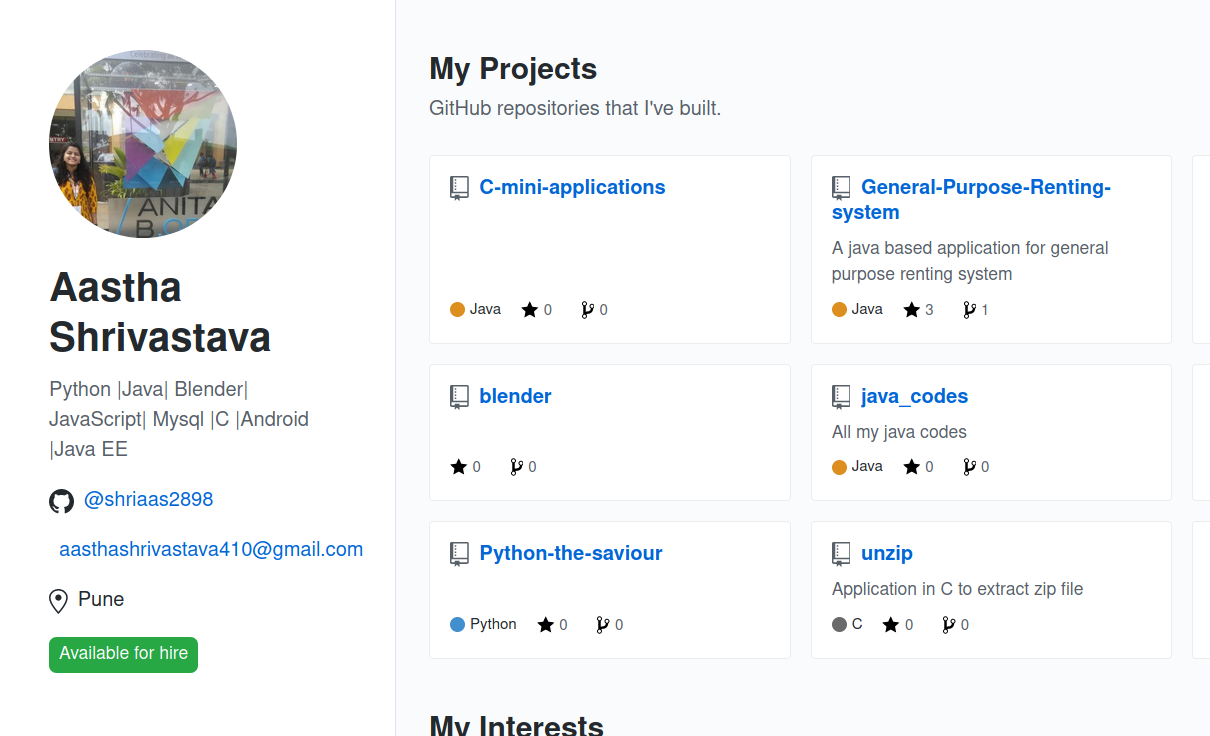 Celebrating
NTRY
ANITA
B.
Aastha
Shrivastava
Python |Java| Blender|
JavaScript| Mysql |C |Android
|Java EE
@shriaas2898
aasthashrivastava410@gmail.com
Pune
Available for hire
My Projects
GitHub repositories that I've built.
C-mini-applications
Java 0 0
General-Purpose-Renting-
system
A java based application for general
purpose renting system
Java 3 1
blender
0 0
java_codes
All my java codes
Java 0 0
Python-the-saviour
Python 0 0
unzip
Application in C to extract zip file
C 0 0
My Interests